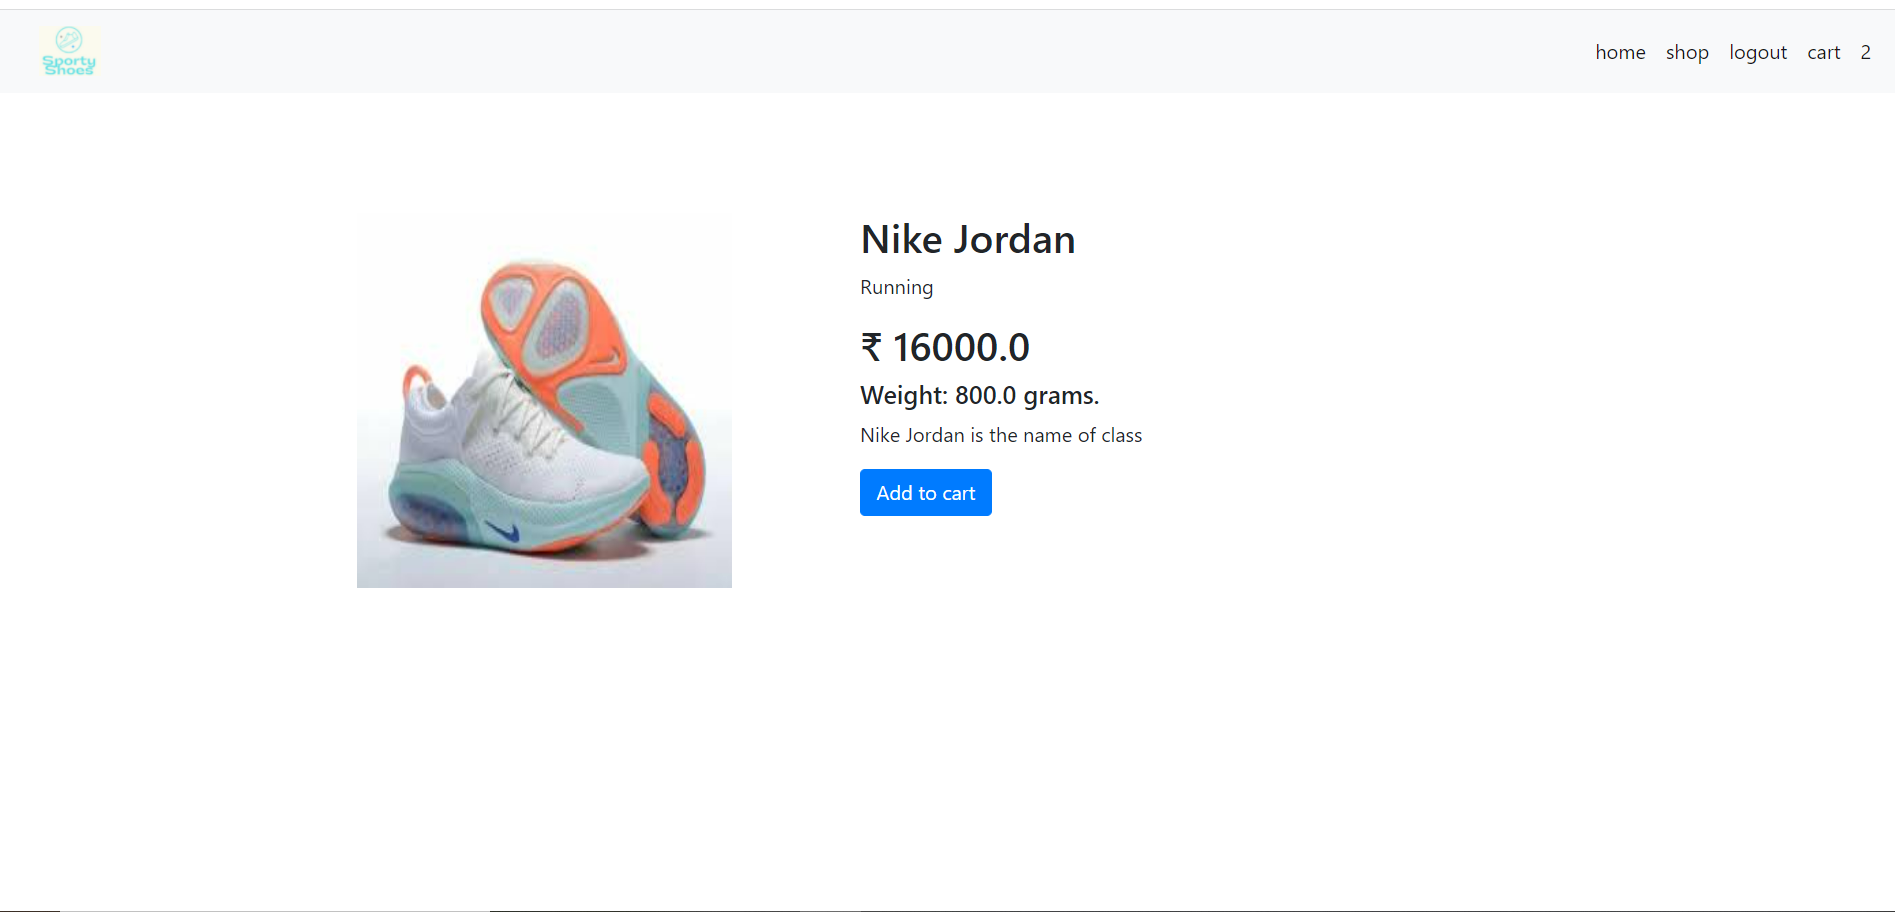 Sporty
Shoes
home shop logout cart 2
Nike Jordan
Running
₹ 16000.0
Weight: 800.0 grams.
Nike Jordan is the name of class
Add to cart